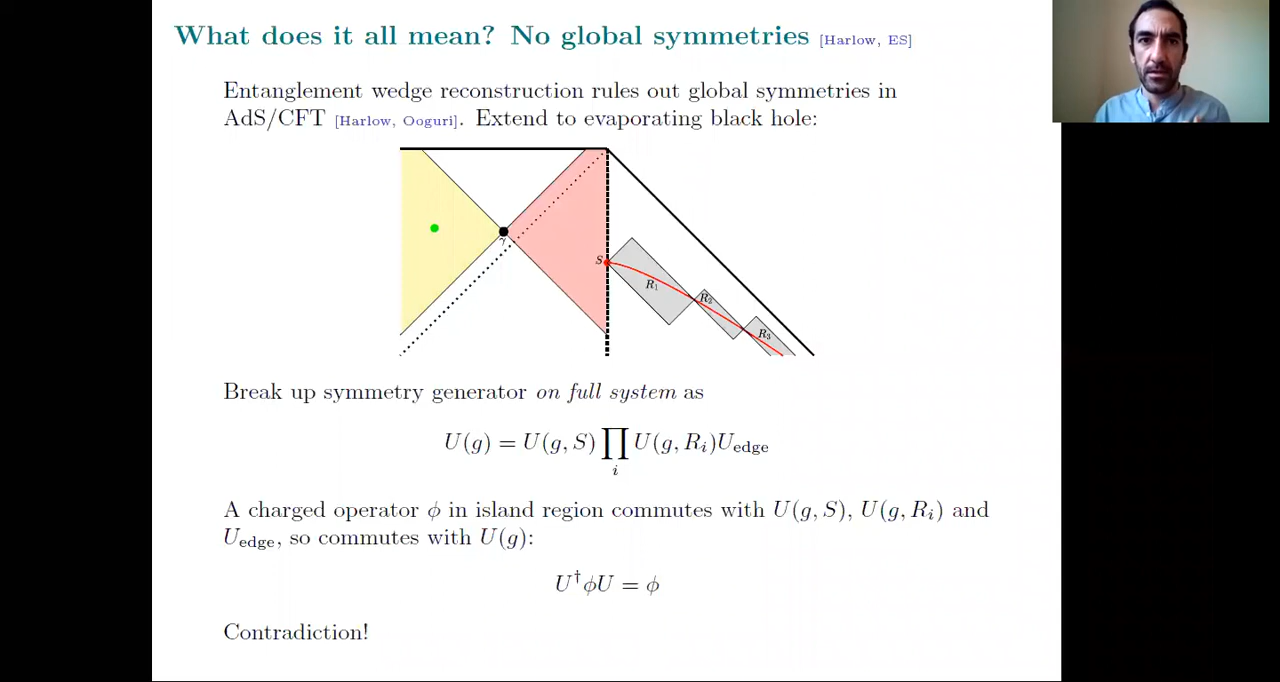 What does it all mean? No global symmetries [Harlow, ES]
Entanglement wedge reconstruction rules out global symmetries in
AdS/CFT [Harlow, Ooguri]. Extend to evaporating black hole:
γ
S
R₁
R₂
R₃
Break up symmetry generator on full system as
U(g) = U(g, S) ∏ᵢ U(g, Rᵢ)U_edge
A charged operator ϕ in island region commutes with U(g, S), U(g, Rᵢ) and
U_edge, so commutes with U(g):
U†ϕU = ϕ
Contradiction!